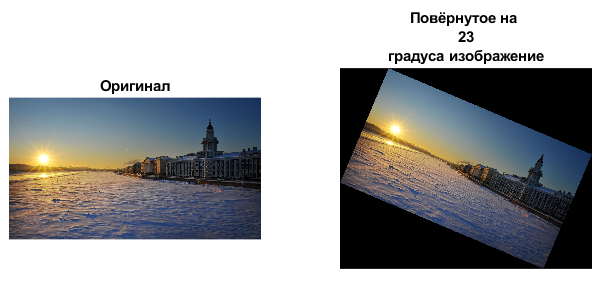 Оригинал
Повёрнутое на
23
градуса изображение